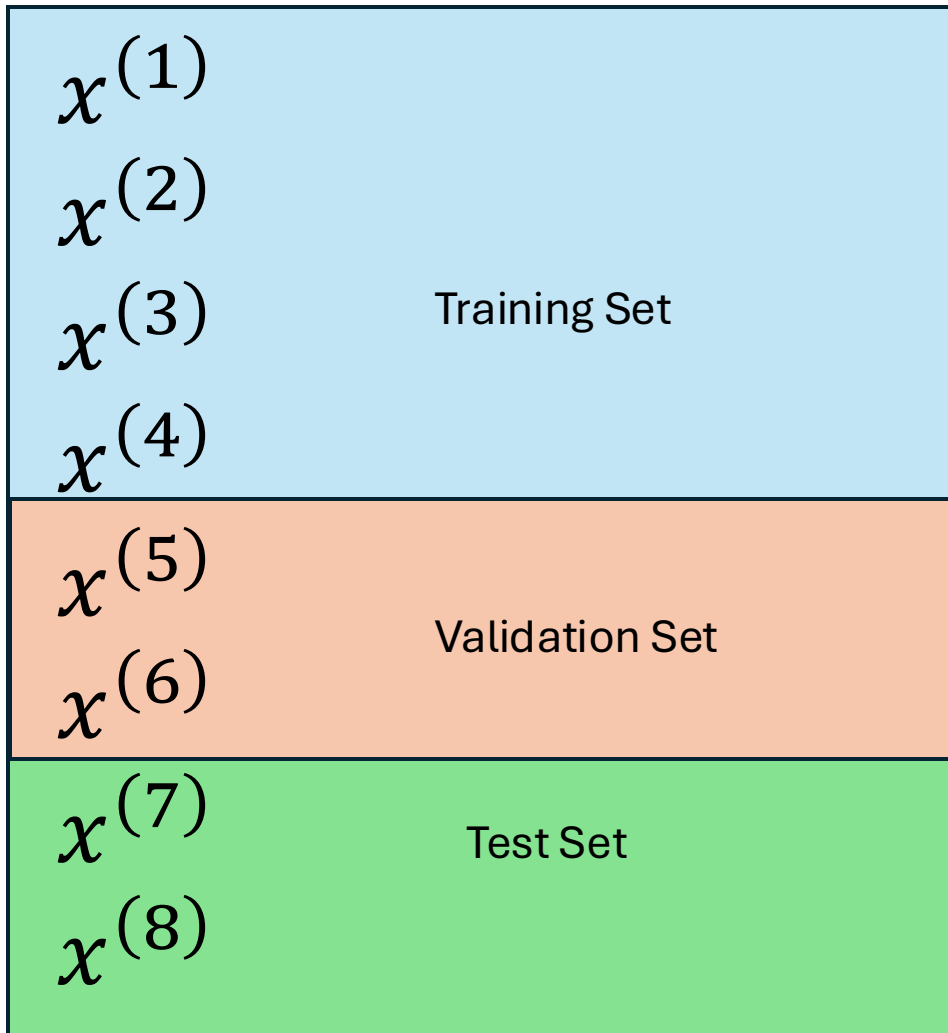 x^(1)
x^(2)
x^(3) Training Set
x^(4)
x^(5)
Validation Set
x^(6)
x^(7) Test Set
x^(8)